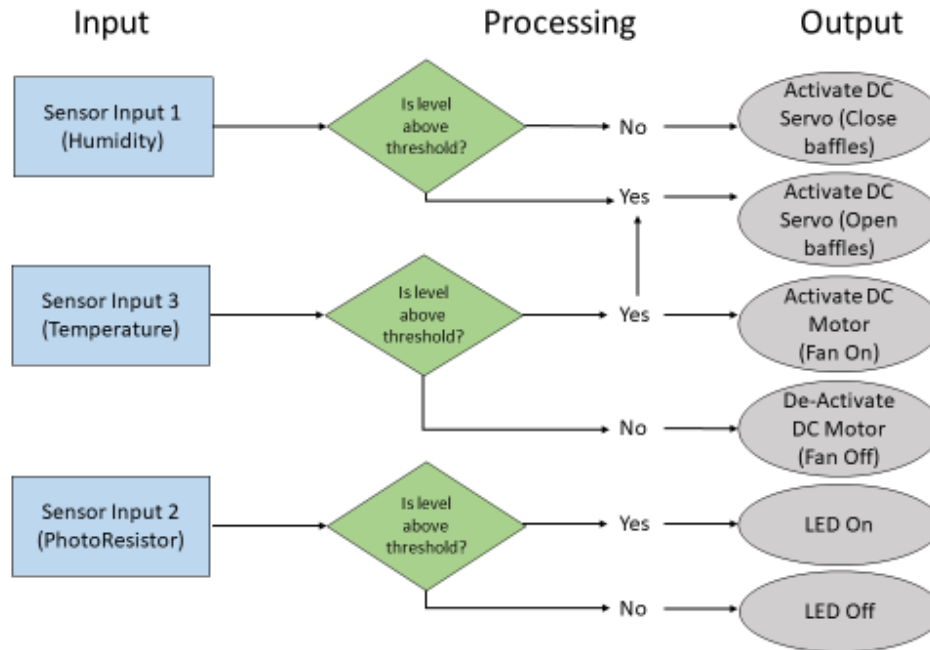 Input
Processing
Output
Sensor Input 1
(Humidity)
Is level
above
threshold?
No
Activate DC
Servo (Close
baffles)
Yes
Activate DC
Servo (Open
baffles)
Sensor Input 3
(Temperature)
Is level
above
threshold?
Yes
Activate DC
Motor
(Fan On)
No
De-Activate
DC Motor
(Fan Off)
Sensor Input 2
(PhotoResistor)
Is level
above
threshold?
Yes
LED On
No
LED Off